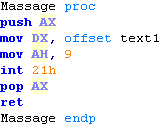 Massage proc
push AX
mov DX, offset text1
mov AH, 9
int 21h
pop AX
ret
Massage endp